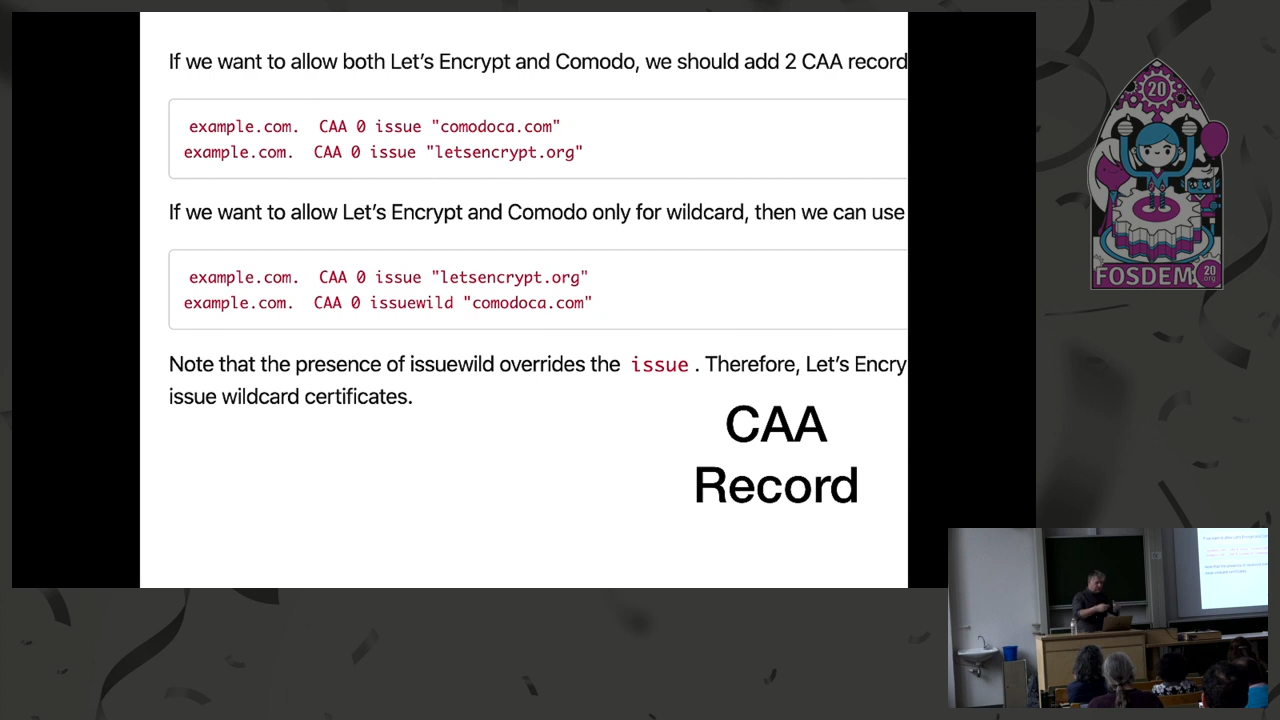 If we want to allow both Let's Encrypt and Comodo, we should add 2 CAA record
example.com. CAA 0 issue "comodoca.com"
example.com. CAA 0 issue "letsencrypt.org"
If we want to allow Let's Encrypt and Comodo only for wildcard, then we can use
example.com. CAA 0 issue "letsencrypt.org"
example.com. CAA 0 issuewild "comodoca.com"
Note that the presence of issuewild overrides the issue . Therefore, Let's Encry
issue wildcard certificates.
CAA
Record
20
FOSDEM
20
.org